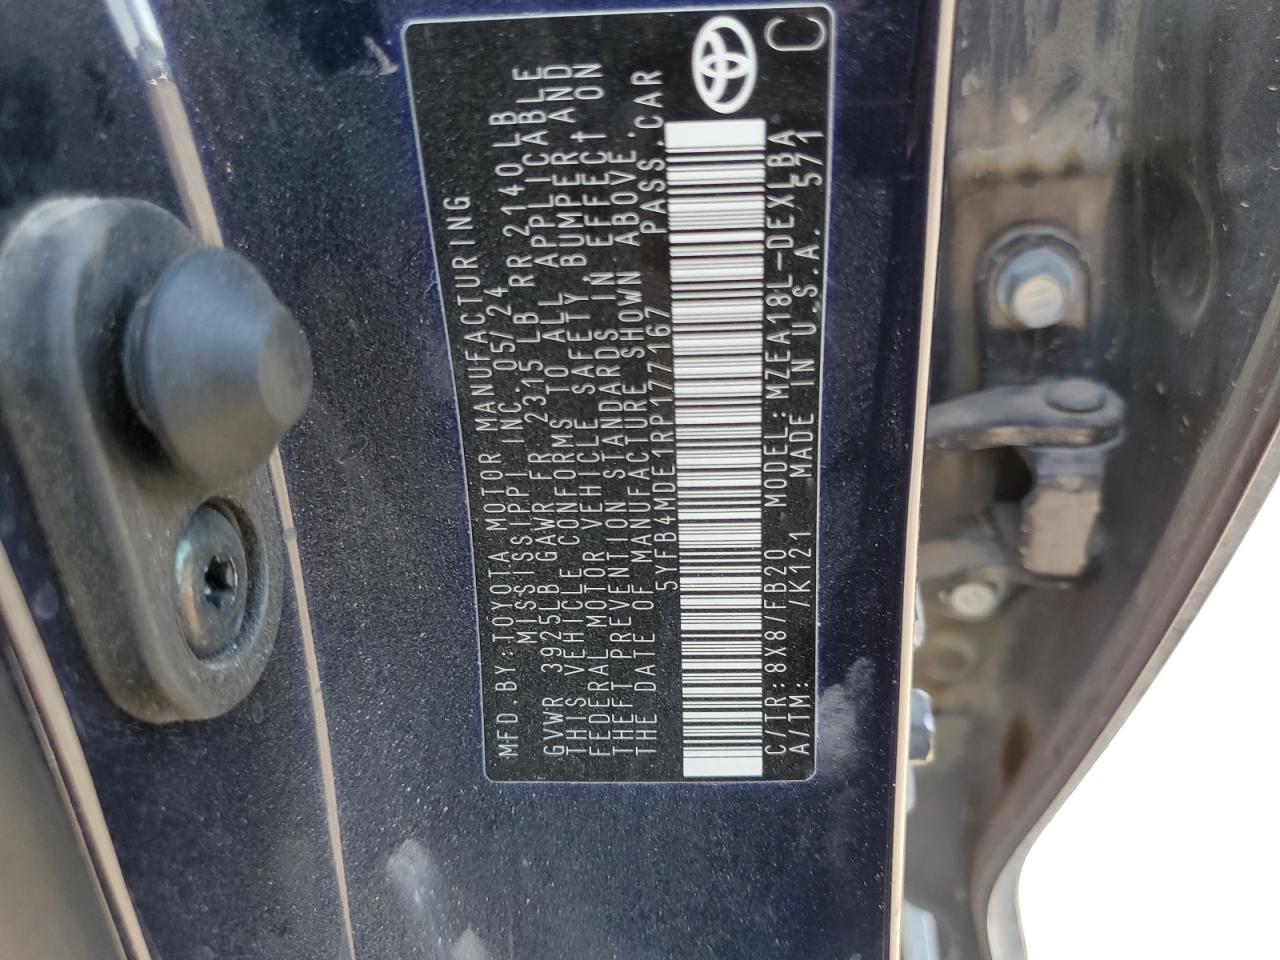 MFD.BY:TOYOTA MOTOR MANUFACTURING
MISSISSIPPI INC. 05/24
GVWR 3925LB GAWR FR 2315 LB RR 2140LB
THIS VEHICLE CONFORMS TO ALL APPLICABLE
FEDERAL MOTOR VEHICLE SAFETY, BUMPER AND
THEFT PREVENTION STANDARDS IN EFFECT ON
THE DATE OF MANUFACTURE SHOWN ABOVE.
5YFB4MDE1RP177167 PASS.CAR
C/TR:8X8/FB20 MODEL:MZEA18L-DEXLBA
A/TM: /K121 MADE IN U.S.A. 571
C